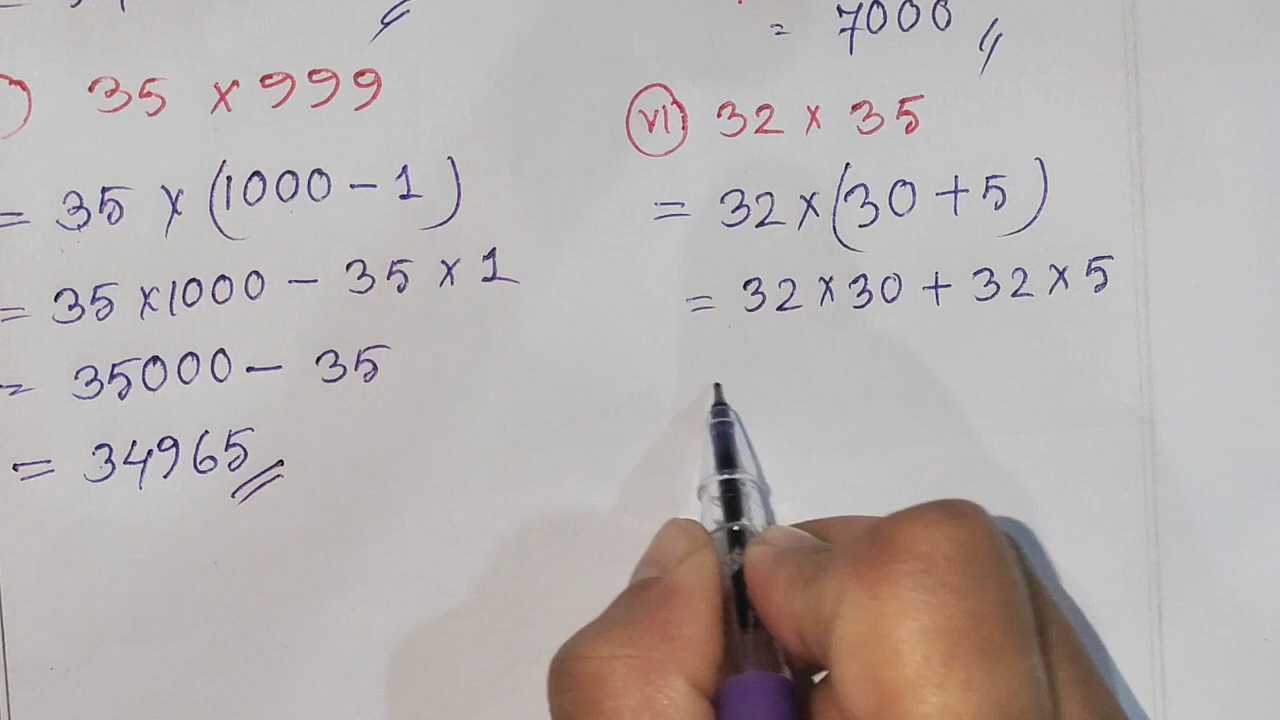 35 × 999
= 35 × (1000 - 1)
= 35 × 1000 - 35 × 1
= 35000 - 35
= 34965
= 7000
(vi) 32 × 35
= 32 × (30 + 5)
= 32 × 30 + 32 × 5